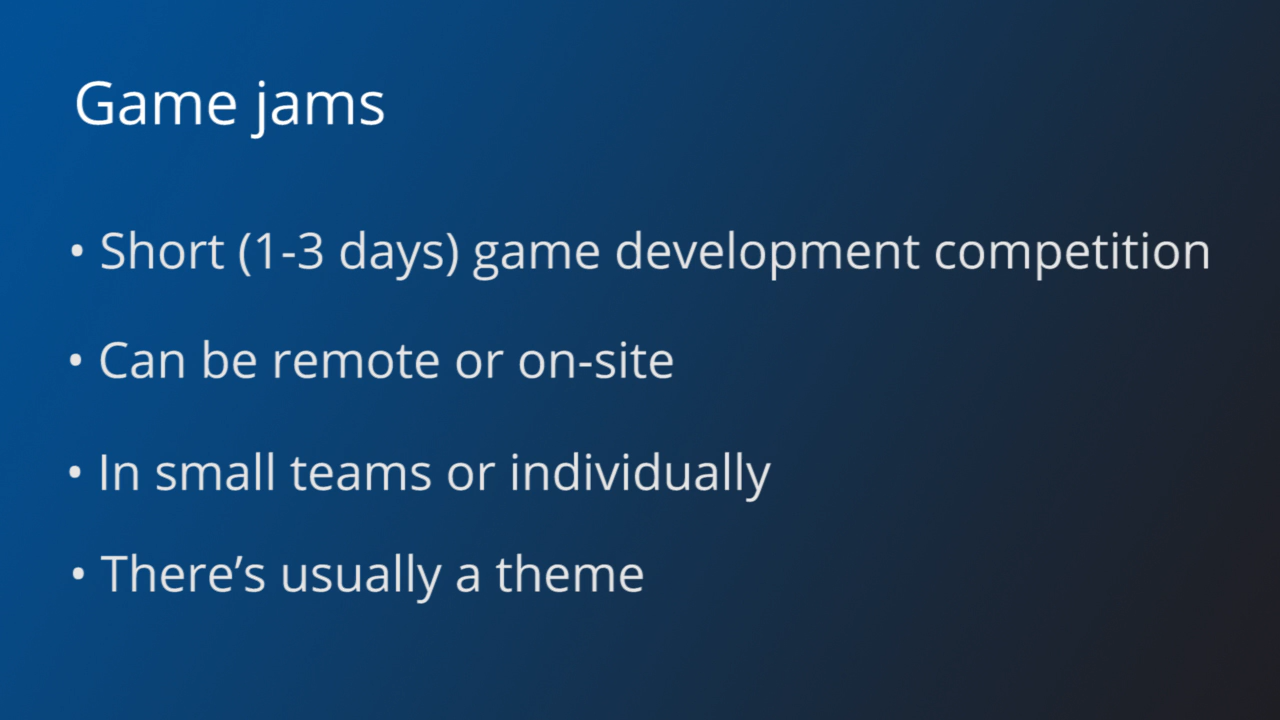 Game jams
• Short (1-3 days) game development competition
• Can be remote or on-site
• In small teams or individually
• There’s usually a theme